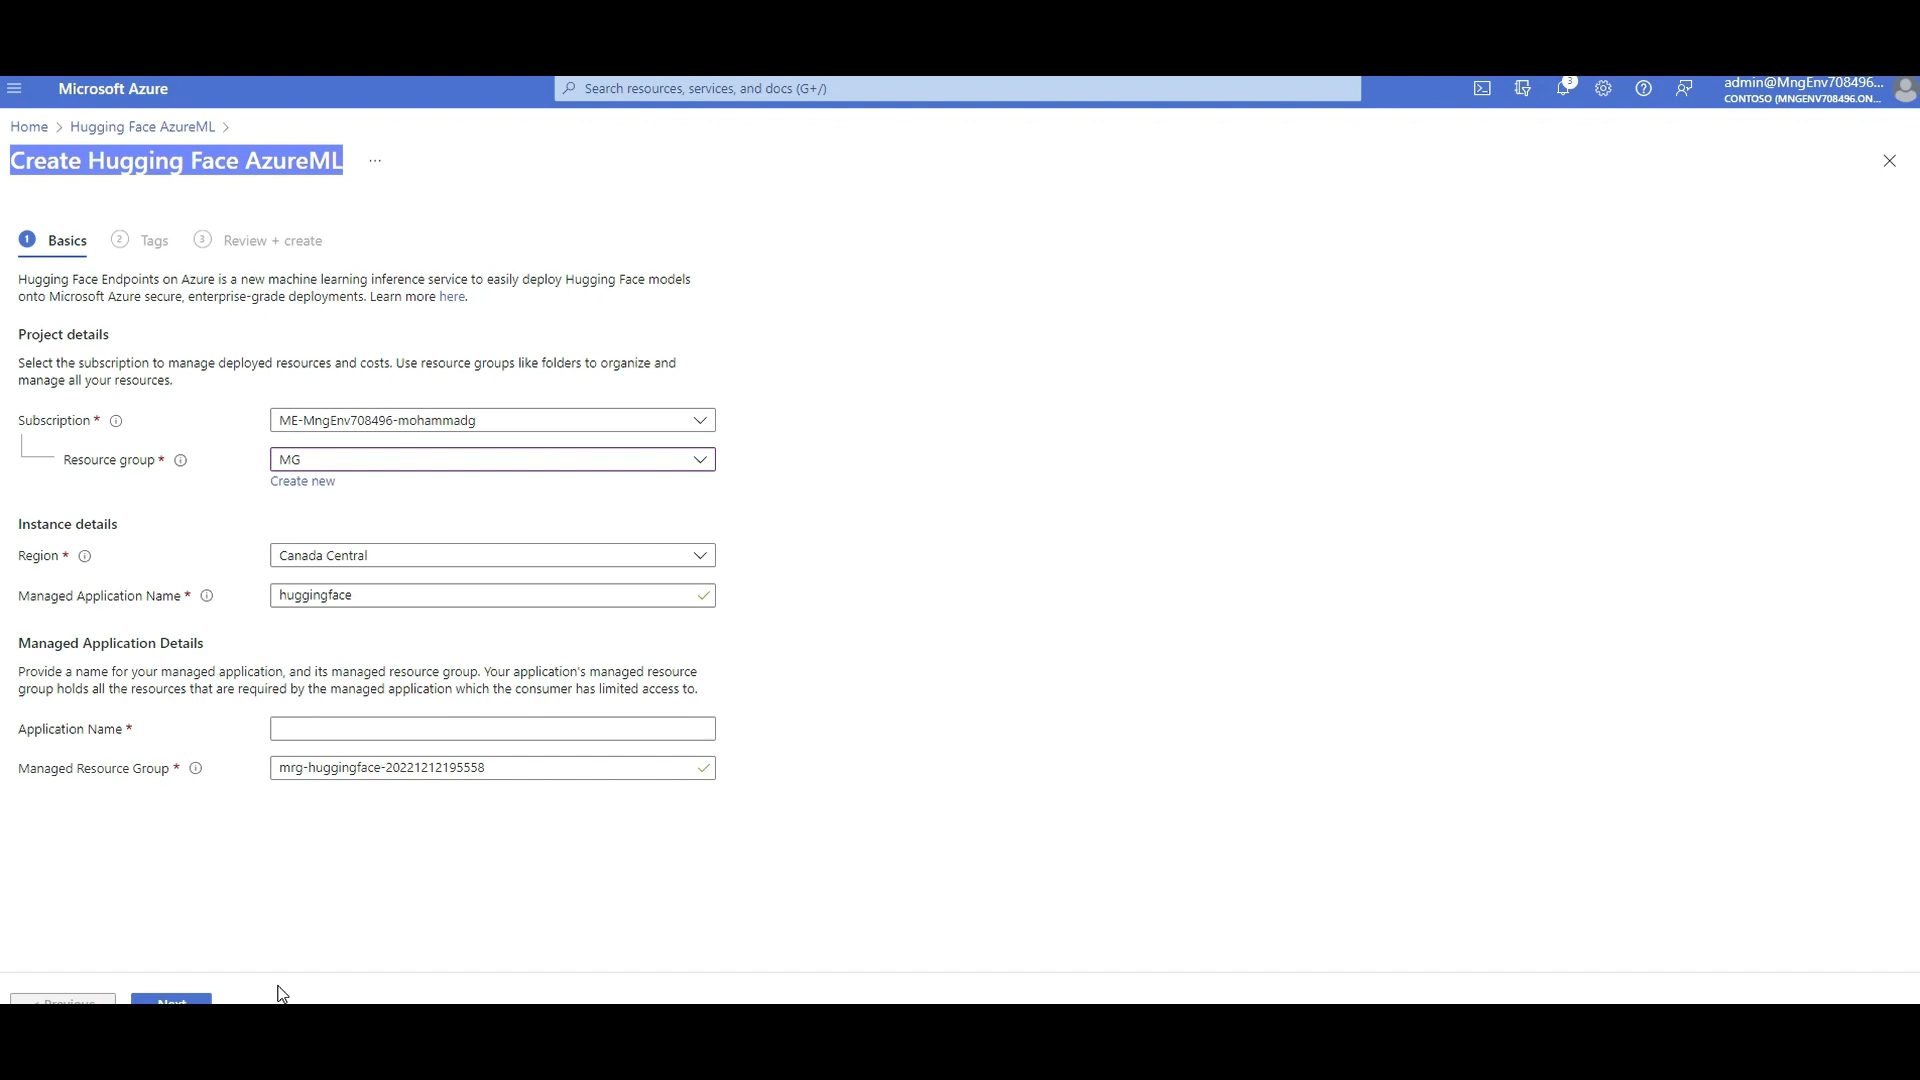 Microsoft Azure
Search resources, services, and docs (G+/)
3
admin@MngEnv708496...
CONTOSO (MNGENV708496.ON...
Home > Hugging Face AzureML >
Create Hugging Face AzureML ...
1 Basics 2 Tags 3 Review + create
Hugging Face Endpoints on Azure is a new machine learning inference service to easily deploy Hugging Face models
onto Microsoft Azure secure, enterprise-grade deployments. Learn more here.
Project details
Select the subscription to manage deployed resources and costs. Use resource groups like folders to organize and
manage all your resources.
Subscription * ME-MngEnv708496-mohammadg
Resource group * MG
Create new
Instance details
Region * Canada Central
Managed Application Name * huggingface
Managed Application Details
Provide a name for your managed application, and its managed resource group. Your application's managed resource
group holds all the resources that are required by the managed application which the consumer has limited access to.
Application Name *
Managed Resource Group * mrg-huggingface-20221212195558
< Previous Next